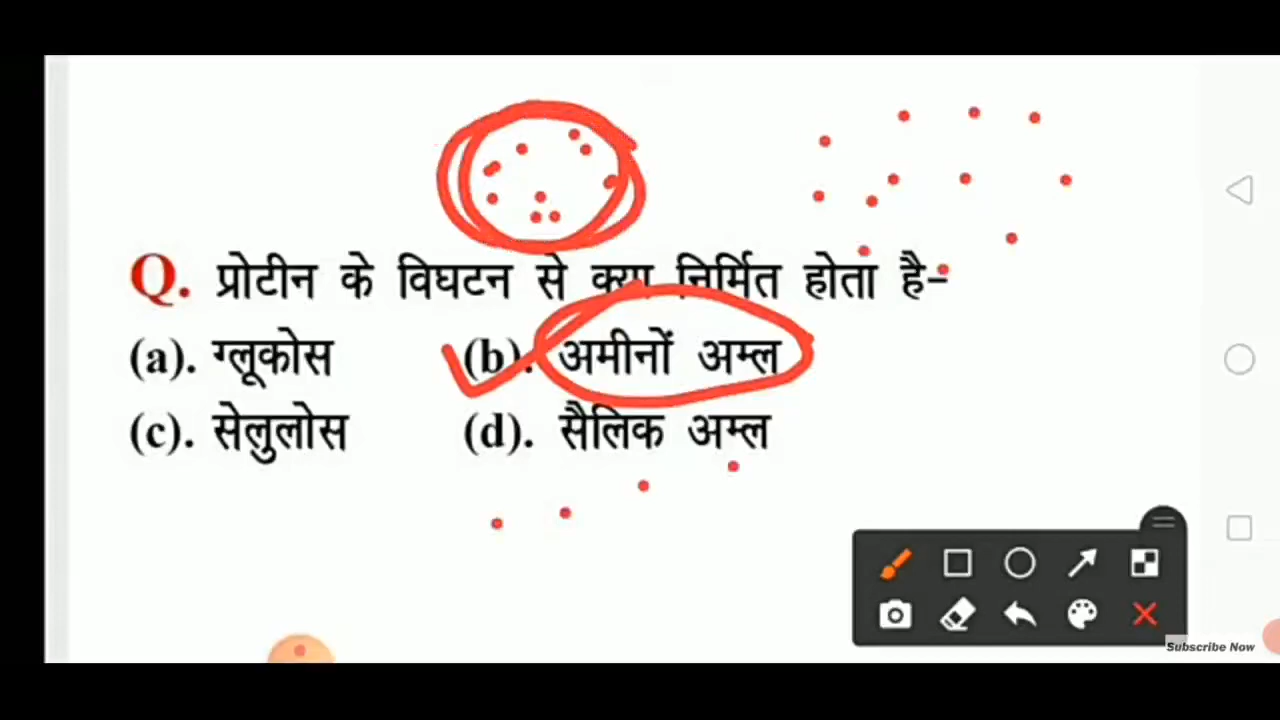 Q. प्रोटीन के विघटन से क्या निर्मित होता है-
(a). ग्लूकोस (b). अमीनों अम्ल
(c). सेलुलोस (d). सैलिक अम्ल
Subscribe Now